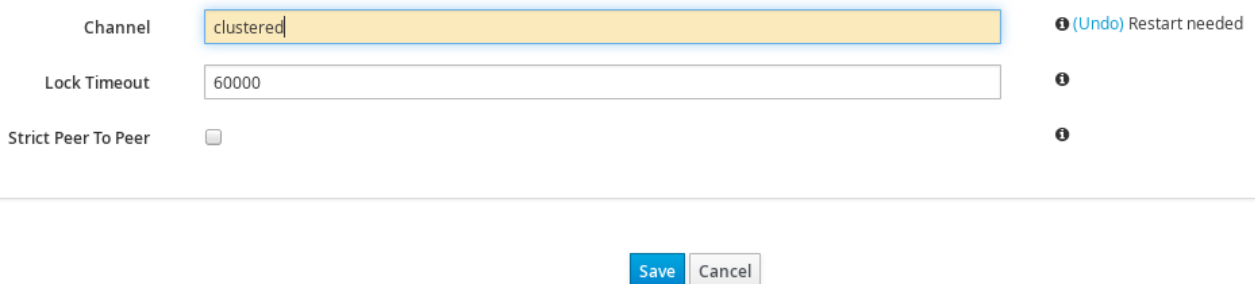 Channel clustered (Undo) Restart needed
Lock Timeout 60000
Strict Peer To Peer
Save Cancel